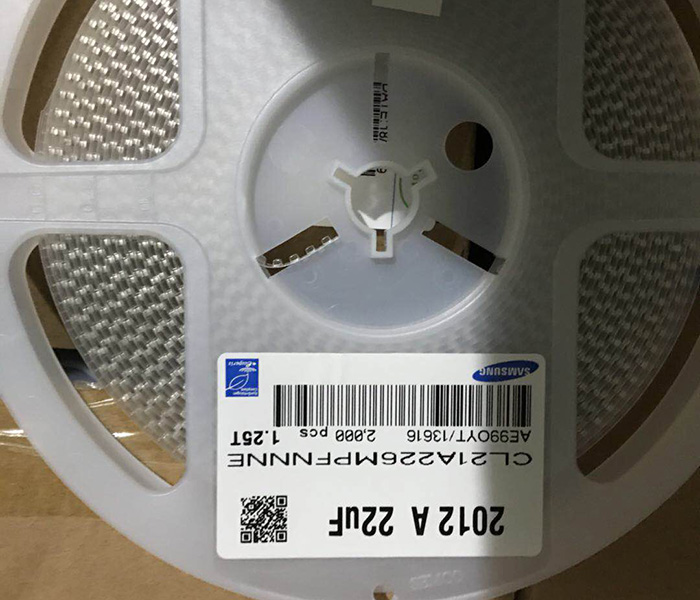 SAMSUNG
AE99OYT/13616 2,000 pcs 1.25T
CL21A226MPFNNNE
2012 A 22uF